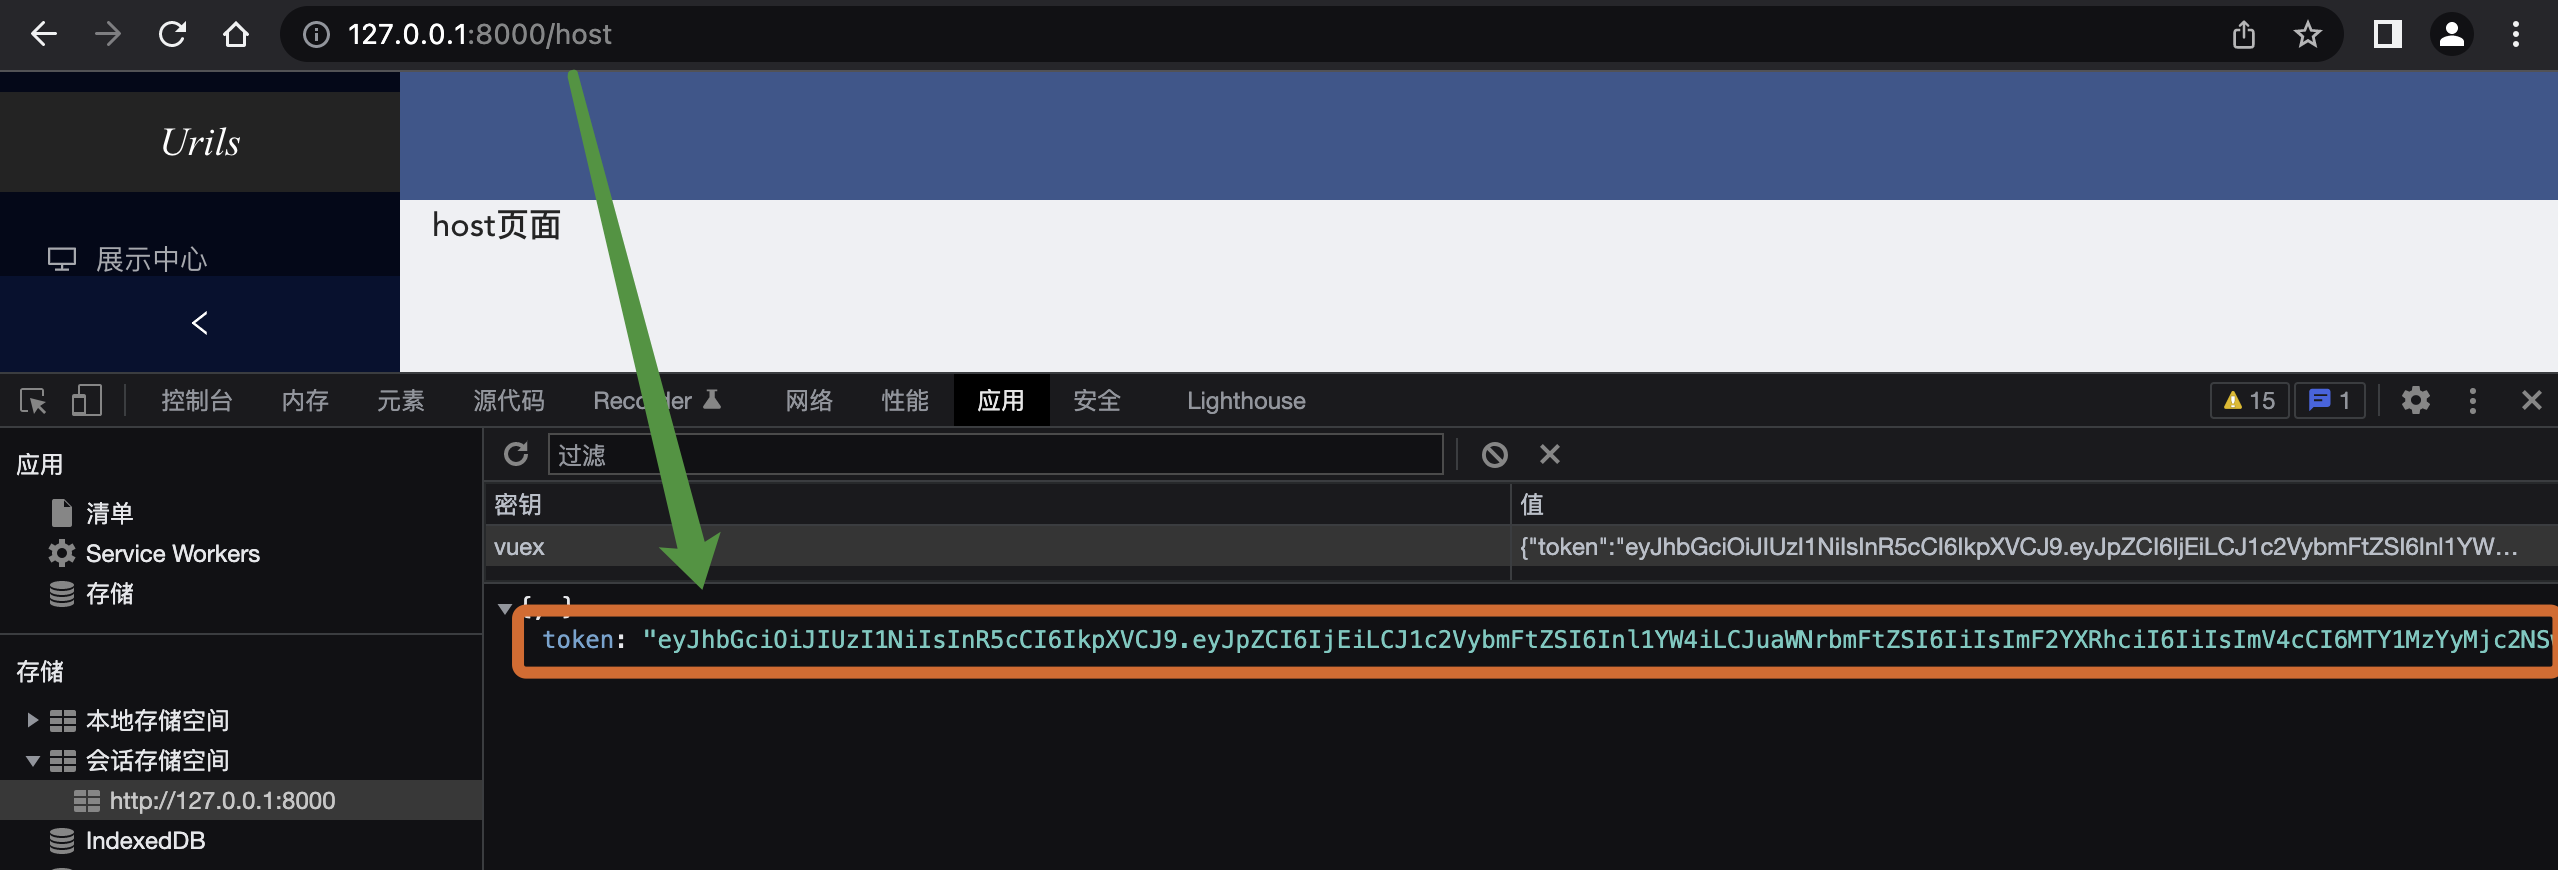 127.0.0.1:8000/host
Urils
host页面
展示中心
控制台 内存 元素 源代码 Recorder 网络 性能 应用 安全 Lighthouse 15 1
应用
过滤
清单
密钥 值
Service Workers
vuex {"token":"eyJhbGciOiJIUzI1NiIsInR5cCI6IkpXVCJ9.eyJpZCI6IjEiLCJ1c2VybmFtZSI6Inl1YW…
存储
{,…}
token: "eyJhbGciOiJIUzI1NiIsInR5cCI6IkpXVCJ9.eyJpZCI6IjEiLCJ1c2VybmFtZSI6Inl1YW4iLCJuaWNrbmFtZSI6IiIsImF2YXRhciI6IiIsImV4cCI6MTY1MzYyMjc2NS
存储
本地存储空间
会话存储空间
http://127.0.0.1:8000
IndexedDB